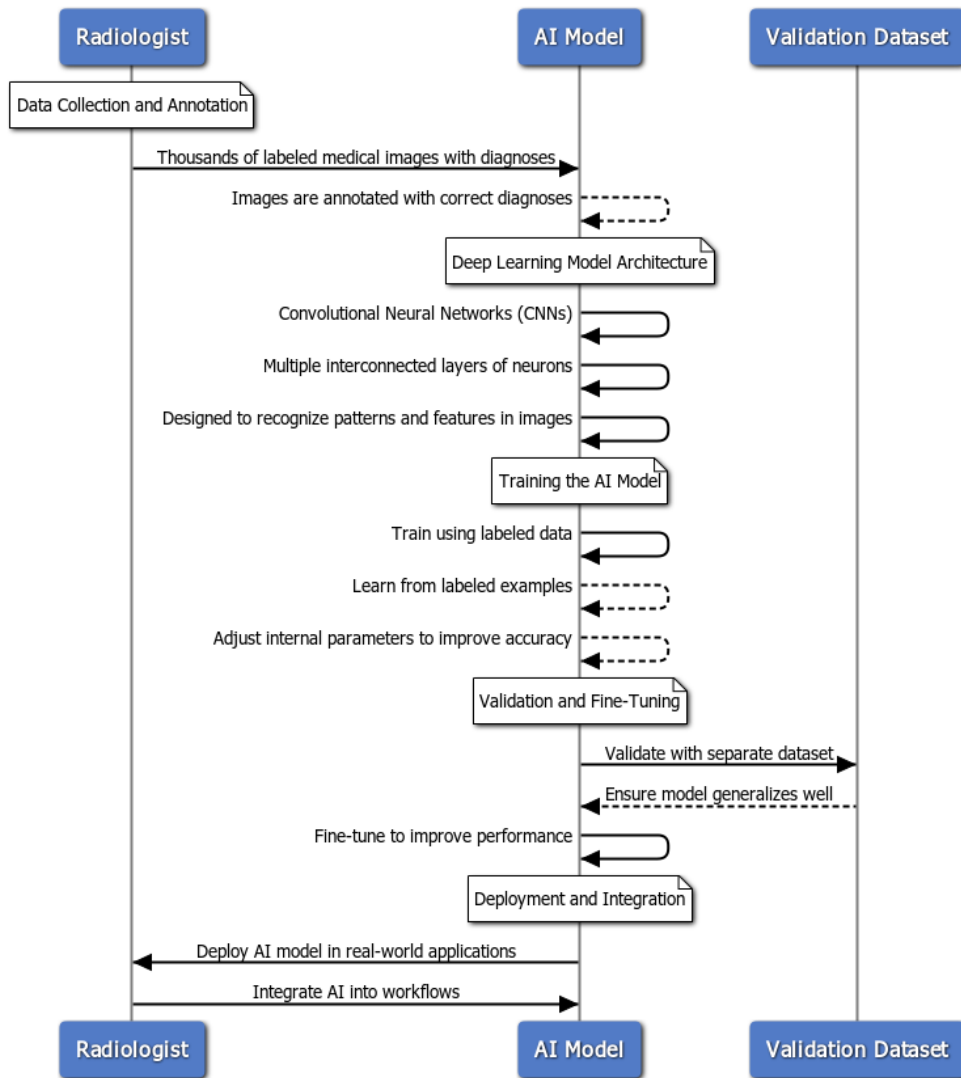 Radiologist
AI Model
Validation Dataset
Data Collection and Annotation
Thousands of labeled medical images with diagnoses
Images are annotated with correct diagnoses
Deep Learning Model Architecture
Convolutional Neural Networks (CNNs)
Multiple interconnected layers of neurons
Designed to recognize patterns and features in images
Training the AI Model
Train using labeled data
Learn from labeled examples
Adjust internal parameters to improve accuracy
Validation and Fine-Tuning
Validate with separate dataset
Ensure model generalizes well
Fine-tune to improve performance
Deployment and Integration
Deploy AI model in real-world applications
Integrate AI into workflows
Radiologist
AI Model
Validation Dataset